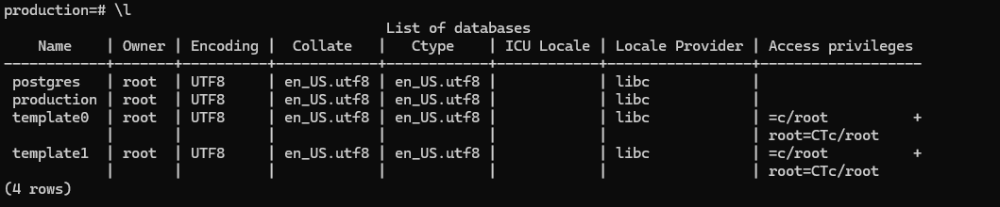 production=# \l
                                             List of databases
    Name    | Owner | Encoding |  Collate   |   Ctype    | ICU Locale | Locale Provider | Access privileges
------------+-------+----------+------------+------------+------------+-----------------+-------------------
 postgres   | root  | UTF8     | en_US.utf8 | en_US.utf8 |            | libc            |
 production | root  | UTF8     | en_US.utf8 | en_US.utf8 |            | libc            |
 template0  | root  | UTF8     | en_US.utf8 | en_US.utf8 |            | libc            | =c/root          +
            |       |          |            |            |            |                 | root=CTc/root
 template1  | root  | UTF8     | en_US.utf8 | en_US.utf8 |            | libc            | =c/root          +
            |       |          |            |            |            |                 | root=CTc/root
(4 rows)